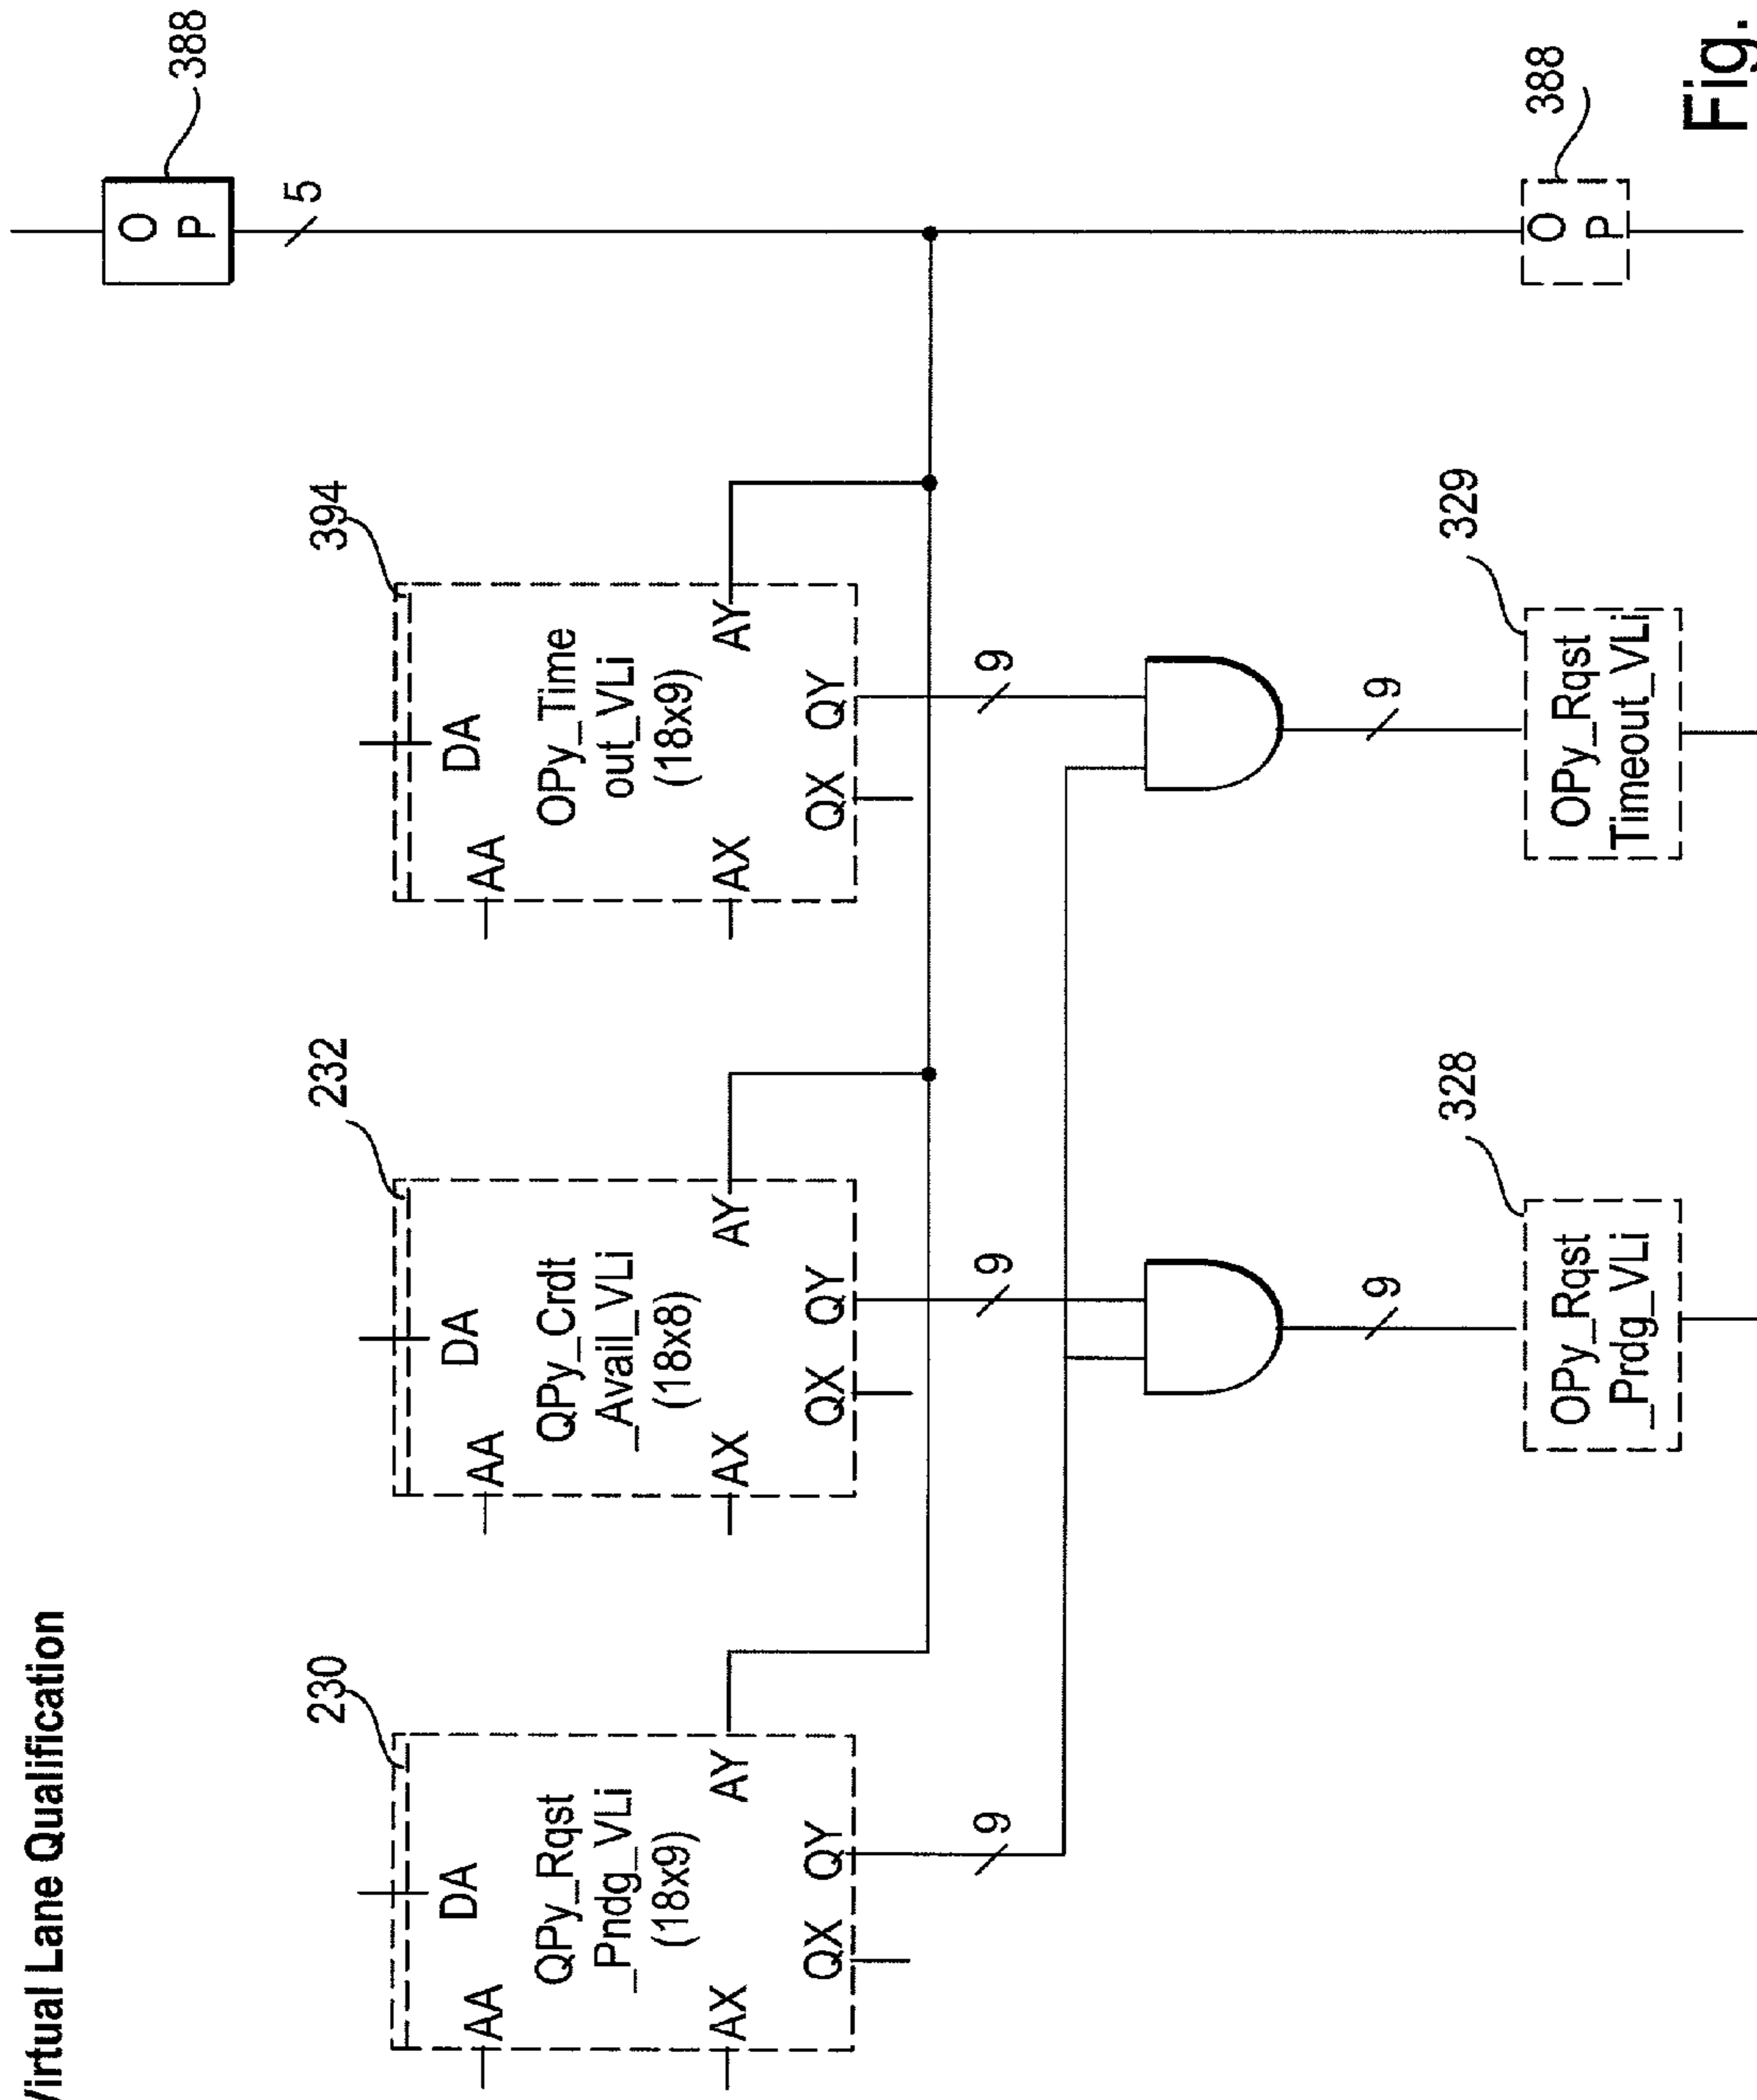 Virtual Lane Qualification
388
O
P
5
230
232
394
DA
AA
QPy_Rqst
_Pndg_VLi
(18x9)
AX
AY
QX
QY
DA
AA
QPy_Crdt
_Avail_VLi
(18x8)
AX
AY
QX
QY
DA
AA
OPy_Time
out_VLi
(18x9)
AX
AY
QX
QY
9
9
9
9
9
328
329
388
OPy_Rqst
_Prdg_VLi
OPy_Rqst
Timeout_VLi
O
P
Fig.